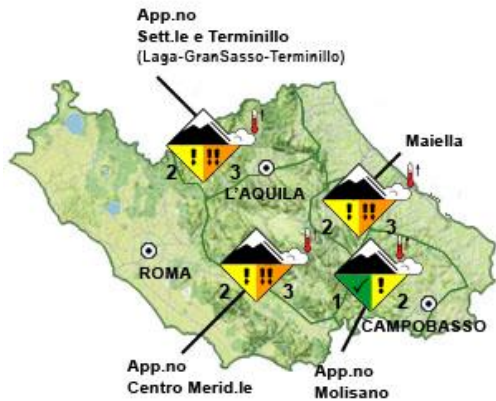 App.no
Sett.le e Terminillo
(Laga-GranSasso-Terminillo)
Maiella
! !!
2 3
L'AQUILA
! !!
2 3
ROMA
! !!
2 3
✓ !
1 2
CAMPOBASSO
App.no
Centro Merid.le
App.no
Molisano